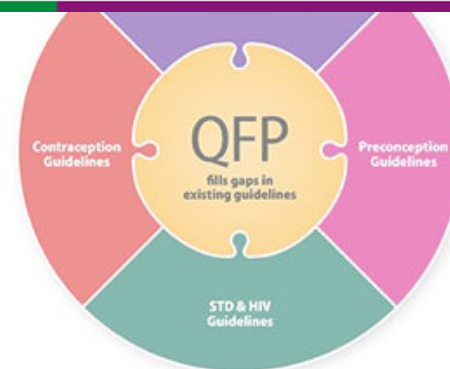 QFP
fills gaps in
existing guidelines
Contraception
Guidelines
Preconception
Guidelines
STD & HIV
Guidelines